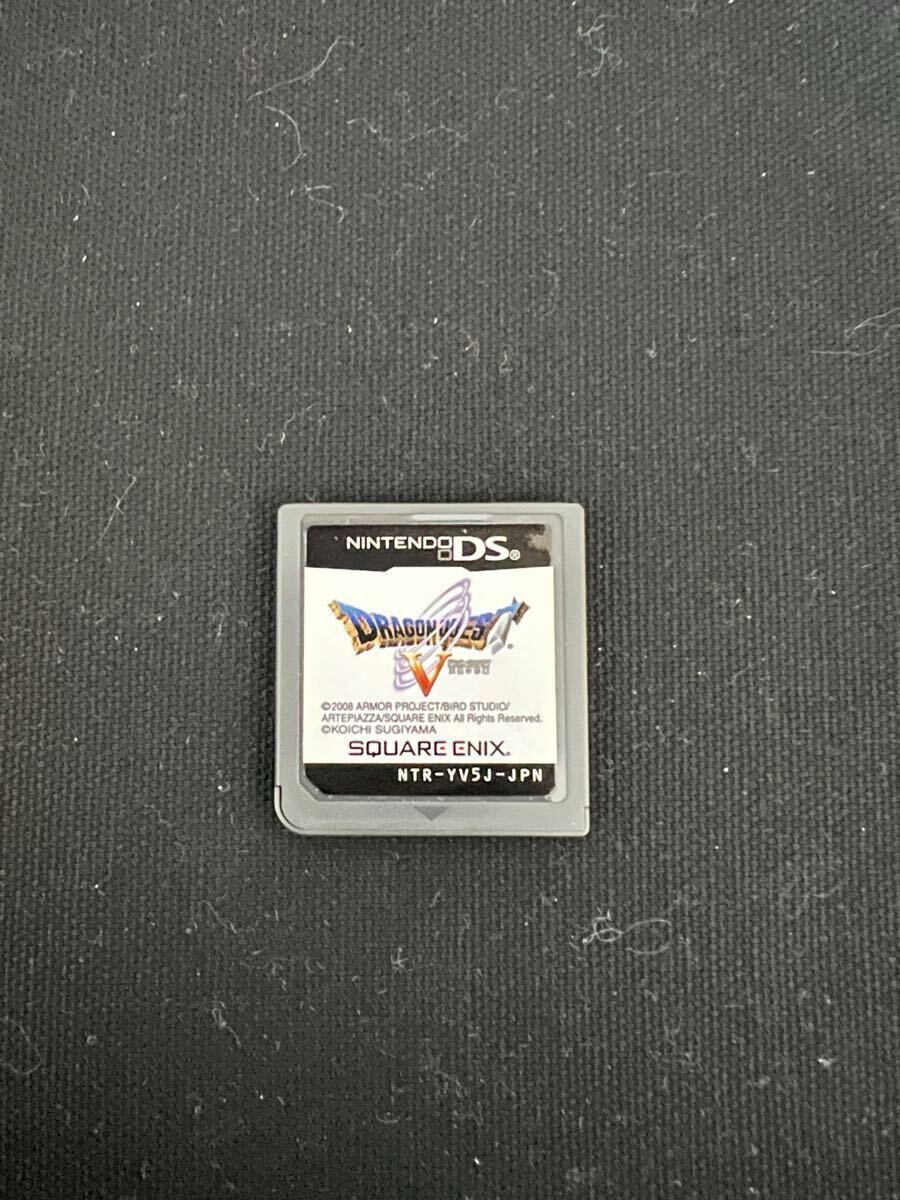 NINTENDO DS®
DRAGON QUEST®
V
©2008 ARMOR PROJECT/BIRD STUDIO/
ARTEPIAZZA/SQUARE ENIX All Rights Reserved.
©KOICHI SUGIYAMA
SQUARE ENIX®
NTR-YV5J-JPN